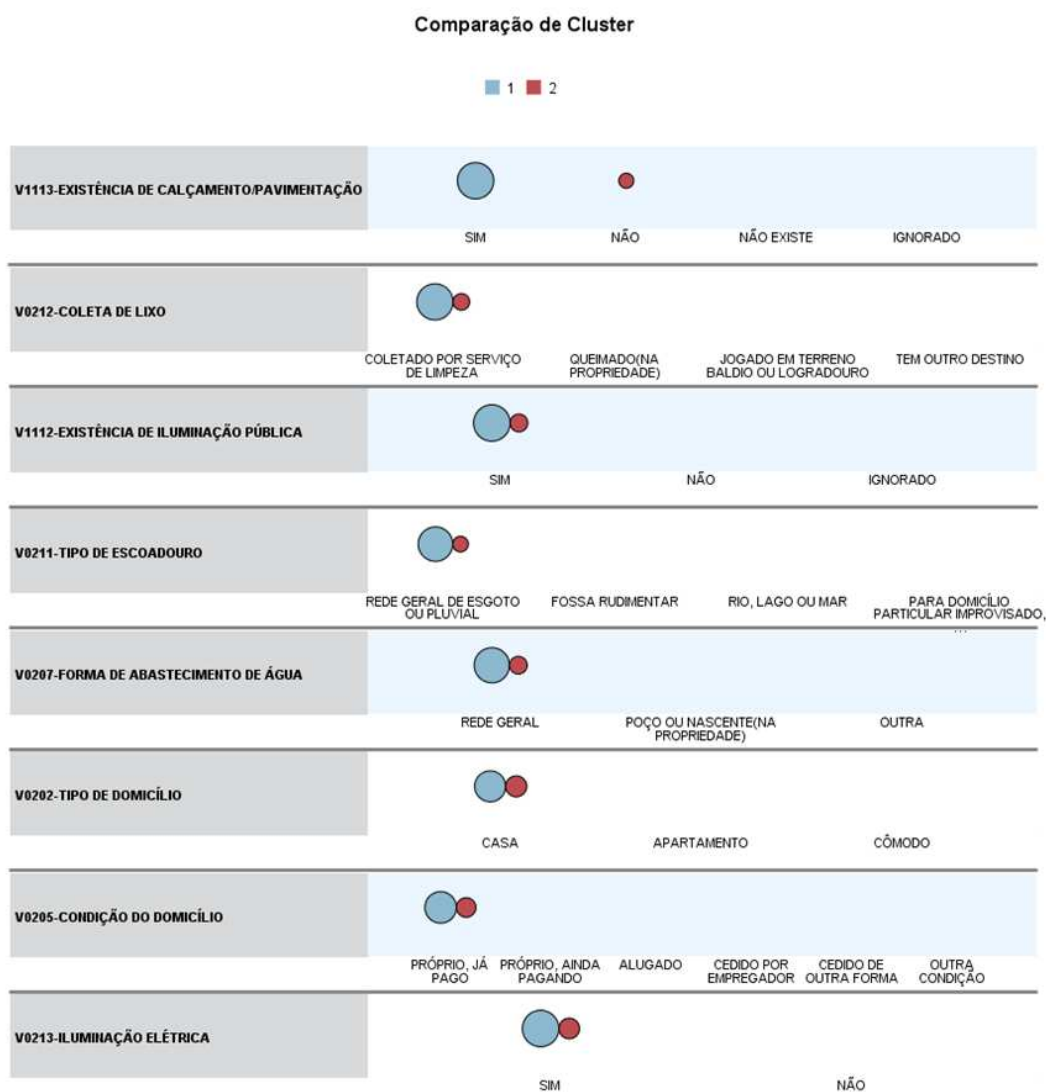 Comparação de Cluster
1 2
V1113-EXISTÊNCIA DE CALÇAMENTO/PAVIMENTAÇÃO
SIM NÃO NÃO EXISTE IGNORADO
V0212-COLETA DE LIXO
COLETADO POR SERVIÇO QUEIMADO(NA JOGADO EM TERRENO TEM OUTRO DESTINO
DE LIMPEZA PROPRIEDADE) BALDIO OU LOGRADOURO
V1112-EXISTÊNCIA DE ILUMINAÇÃO PÚBLICA
SIM NÃO IGNORADO
V0211-TIPO DE ESCOADOURO
REDE GERAL DE ESGOTO FOSSA RUDIMENTAR RIO, LAGO OU MAR PARA DOMICÍLIO
OU PLUVIAL PARTICULAR IMPROVISADO,
...
V0207-FORMA DE ABASTECIMENTO DE ÁGUA
REDE GERAL POÇO OU NASCENTE(NA OUTRA
PROPRIEDADE)
V0202-TIPO DE DOMICÍLIO
CASA APARTAMENTO CÔMODO
V0205-CONDIÇÃO DO DOMICÍLIO
PRÓPRIO, JÁ PRÓPRIO, AINDA ALUGADO CEDIDO POR CEDIDO DE OUTRA
PAGO PAGANDO EMPREGADOR OUTRA FORMA CONDIÇÃO
V0213-ILUMINAÇÃO ELÉTRICA
SIM NÃO